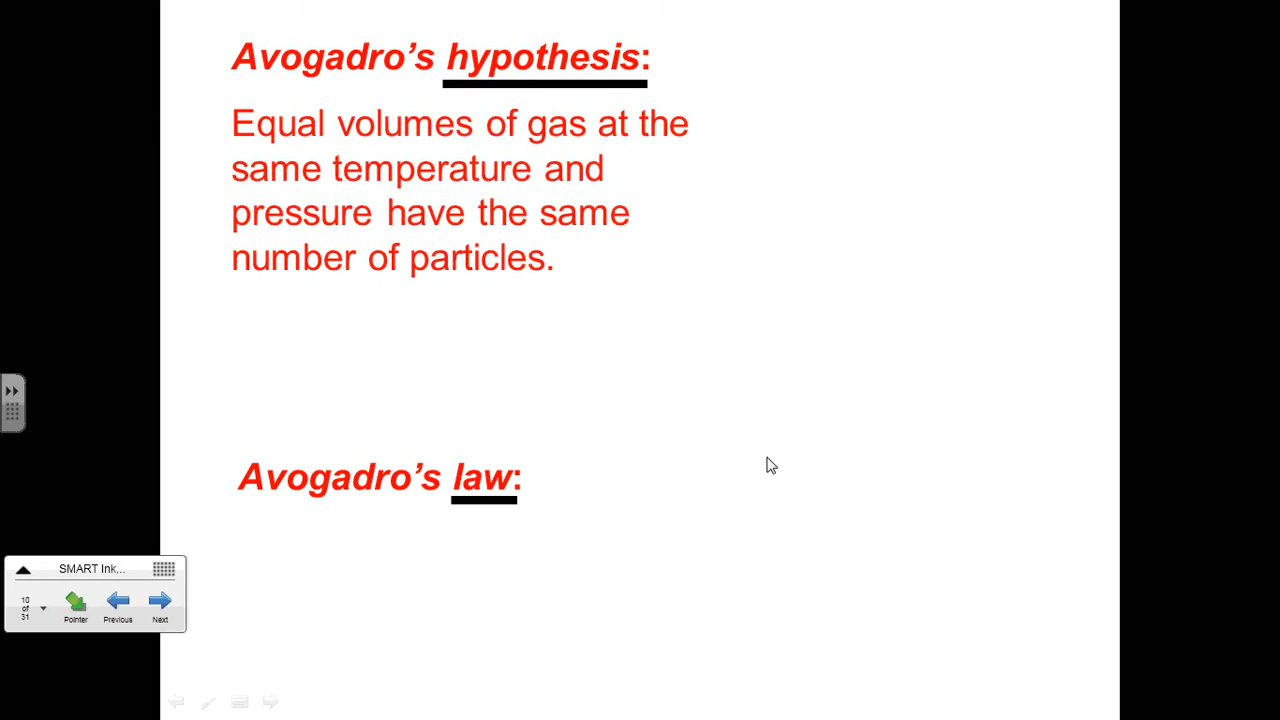 Avogadro’s hypothesis:
Equal volumes of gas at the
same temperature and
pressure have the same
number of particles.
Avogadro’s law:
SMART Ink...
10
of
31
Pointer Previous Next